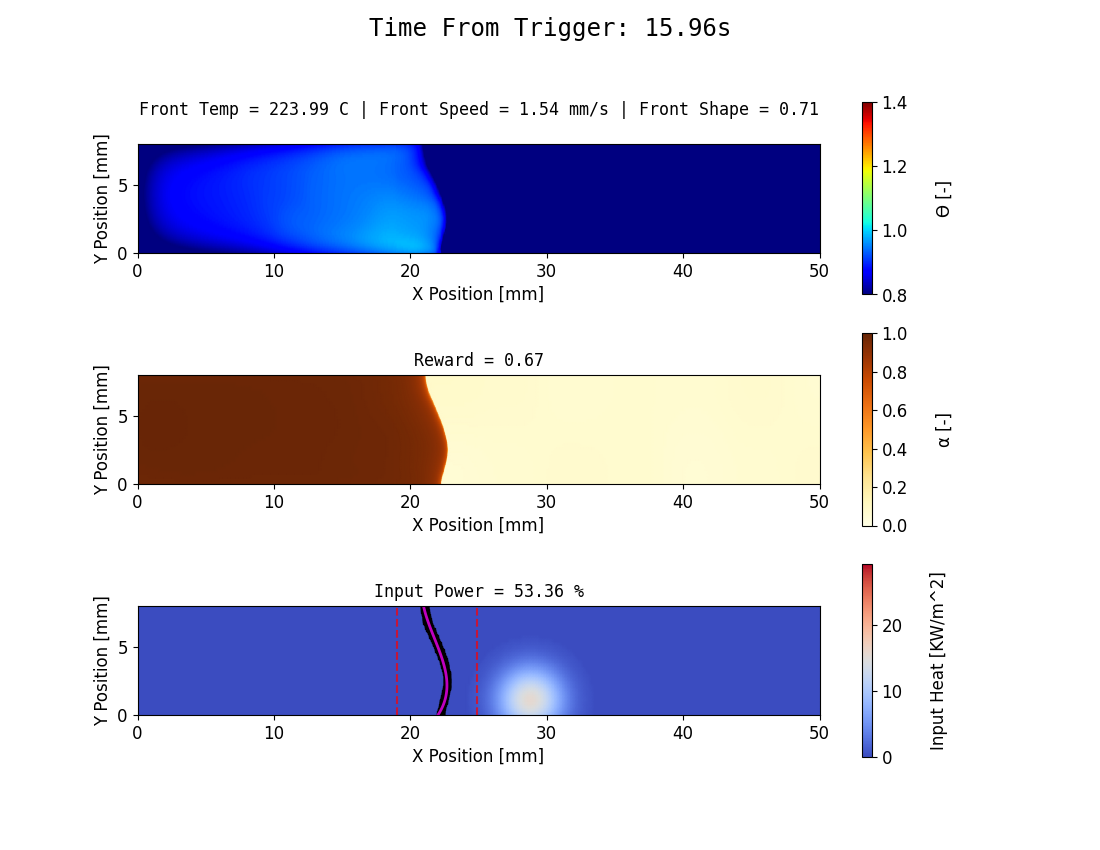 Time From Trigger: 15.96s
Front Temp = 223.99 C | Front Speed = 1.54 mm/s | Front Shape = 0.71
Y Position [mm]
5
0
0 10 20 30 40 50
X Position [mm]
1.4
1.2
1.0
0.8
Θ [-]
Reward = 0.67
Y Position [mm]
5
0
0 10 20 30 40 50
X Position [mm]
1.0
0.8
0.6
0.4
0.2
0.0
α [-]
Input Power = 53.36 %
Y Position [mm]
5
0
0 10 20 30 40 50
X Position [mm]
20
10
0
Input Heat [KW/m^2]